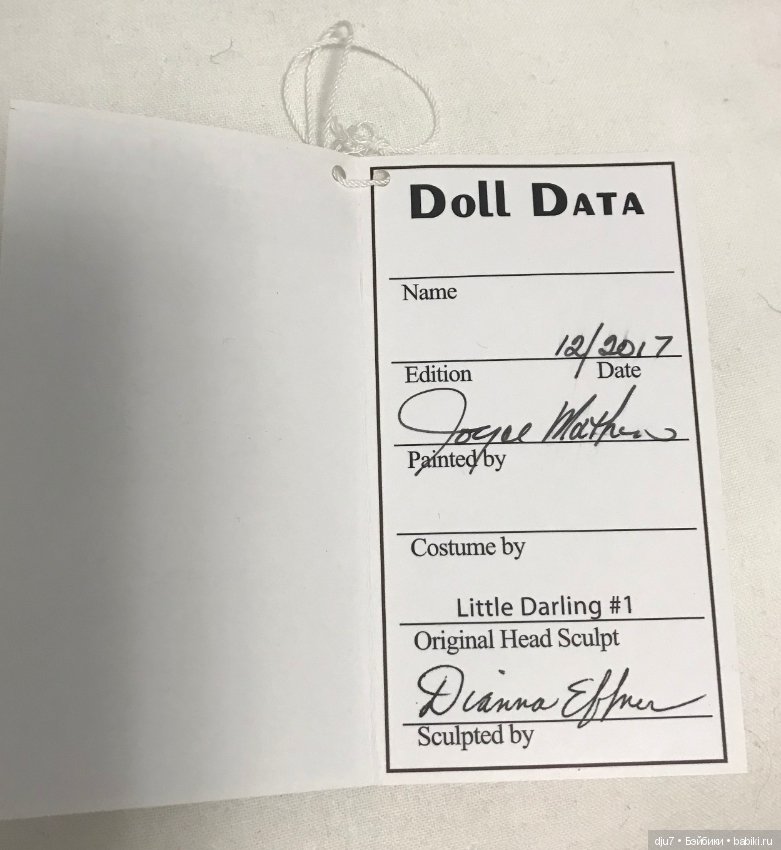 Doll Data
Name
12/2017
Edition Date
Joyce Mathews
Painted by
Costume by
Little Darling #1
Original Head Sculpt
Dianna Effner
Sculpted by
dju7 • Бэйбики • babiki.ru